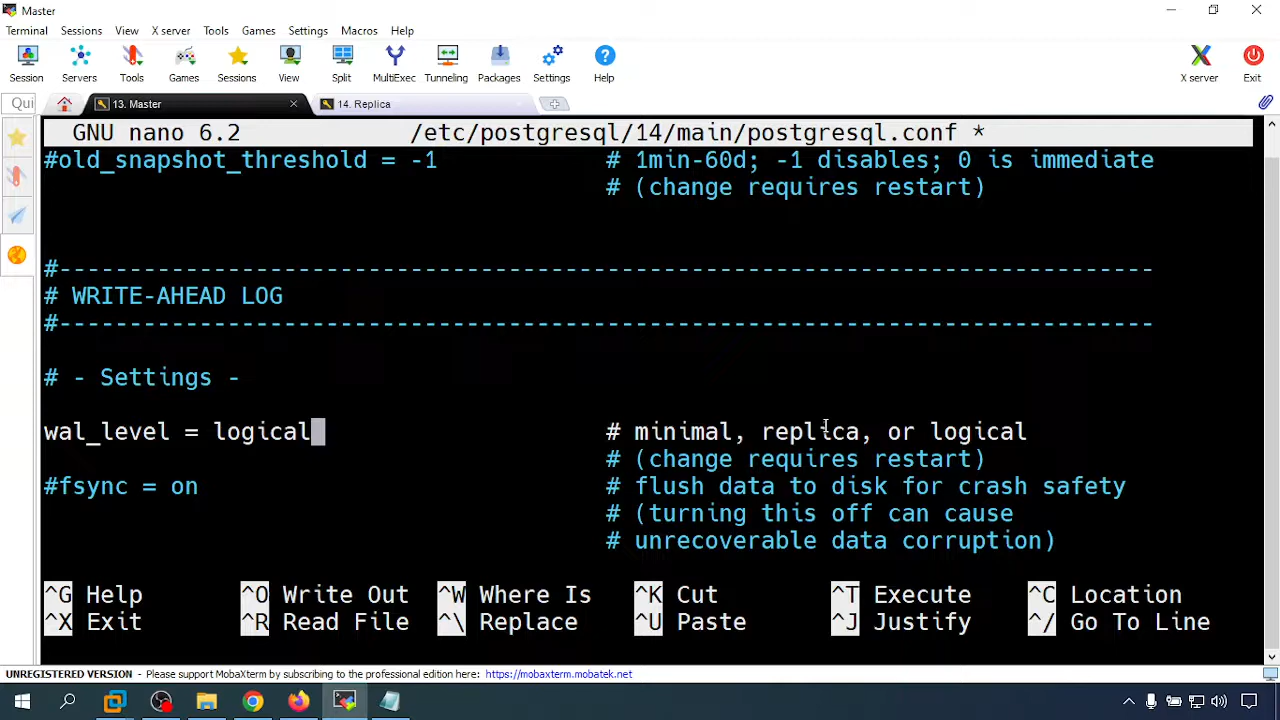 Master
Terminal Sessions View X server Tools Games Settings Macros Help
Session Servers Tools Games Sessions View Split MultiExec Tunneling Packages Settings Help X server Exit
Qui 13. Master 14. Replica
GNU nano 6.2 /etc/postgresql/14/main/postgresql.conf *
#old_snapshot_threshold = -1 # 1min-60d; -1 disables; 0 is immediate
# (change requires restart)
#------------------------------------------------------------------------------
# WRITE-AHEAD LOG
#------------------------------------------------------------------------------
# - Settings -
wal_level = logical # minimal, replica, or logical
# (change requires restart)
#fsync = on # flush data to disk for crash safety
# (turning this off can cause
# unrecoverable data corruption)
^G Help ^O Write Out ^W Where Is ^K Cut ^T Execute ^C Location
^X Exit ^R Read File ^\ Replace ^U Paste ^J Justify ^/ Go To Line
UNREGISTERED VERSION - Please support MobaXterm by subscribing to the professional edition here: https://mobaxterm.mobatek.net